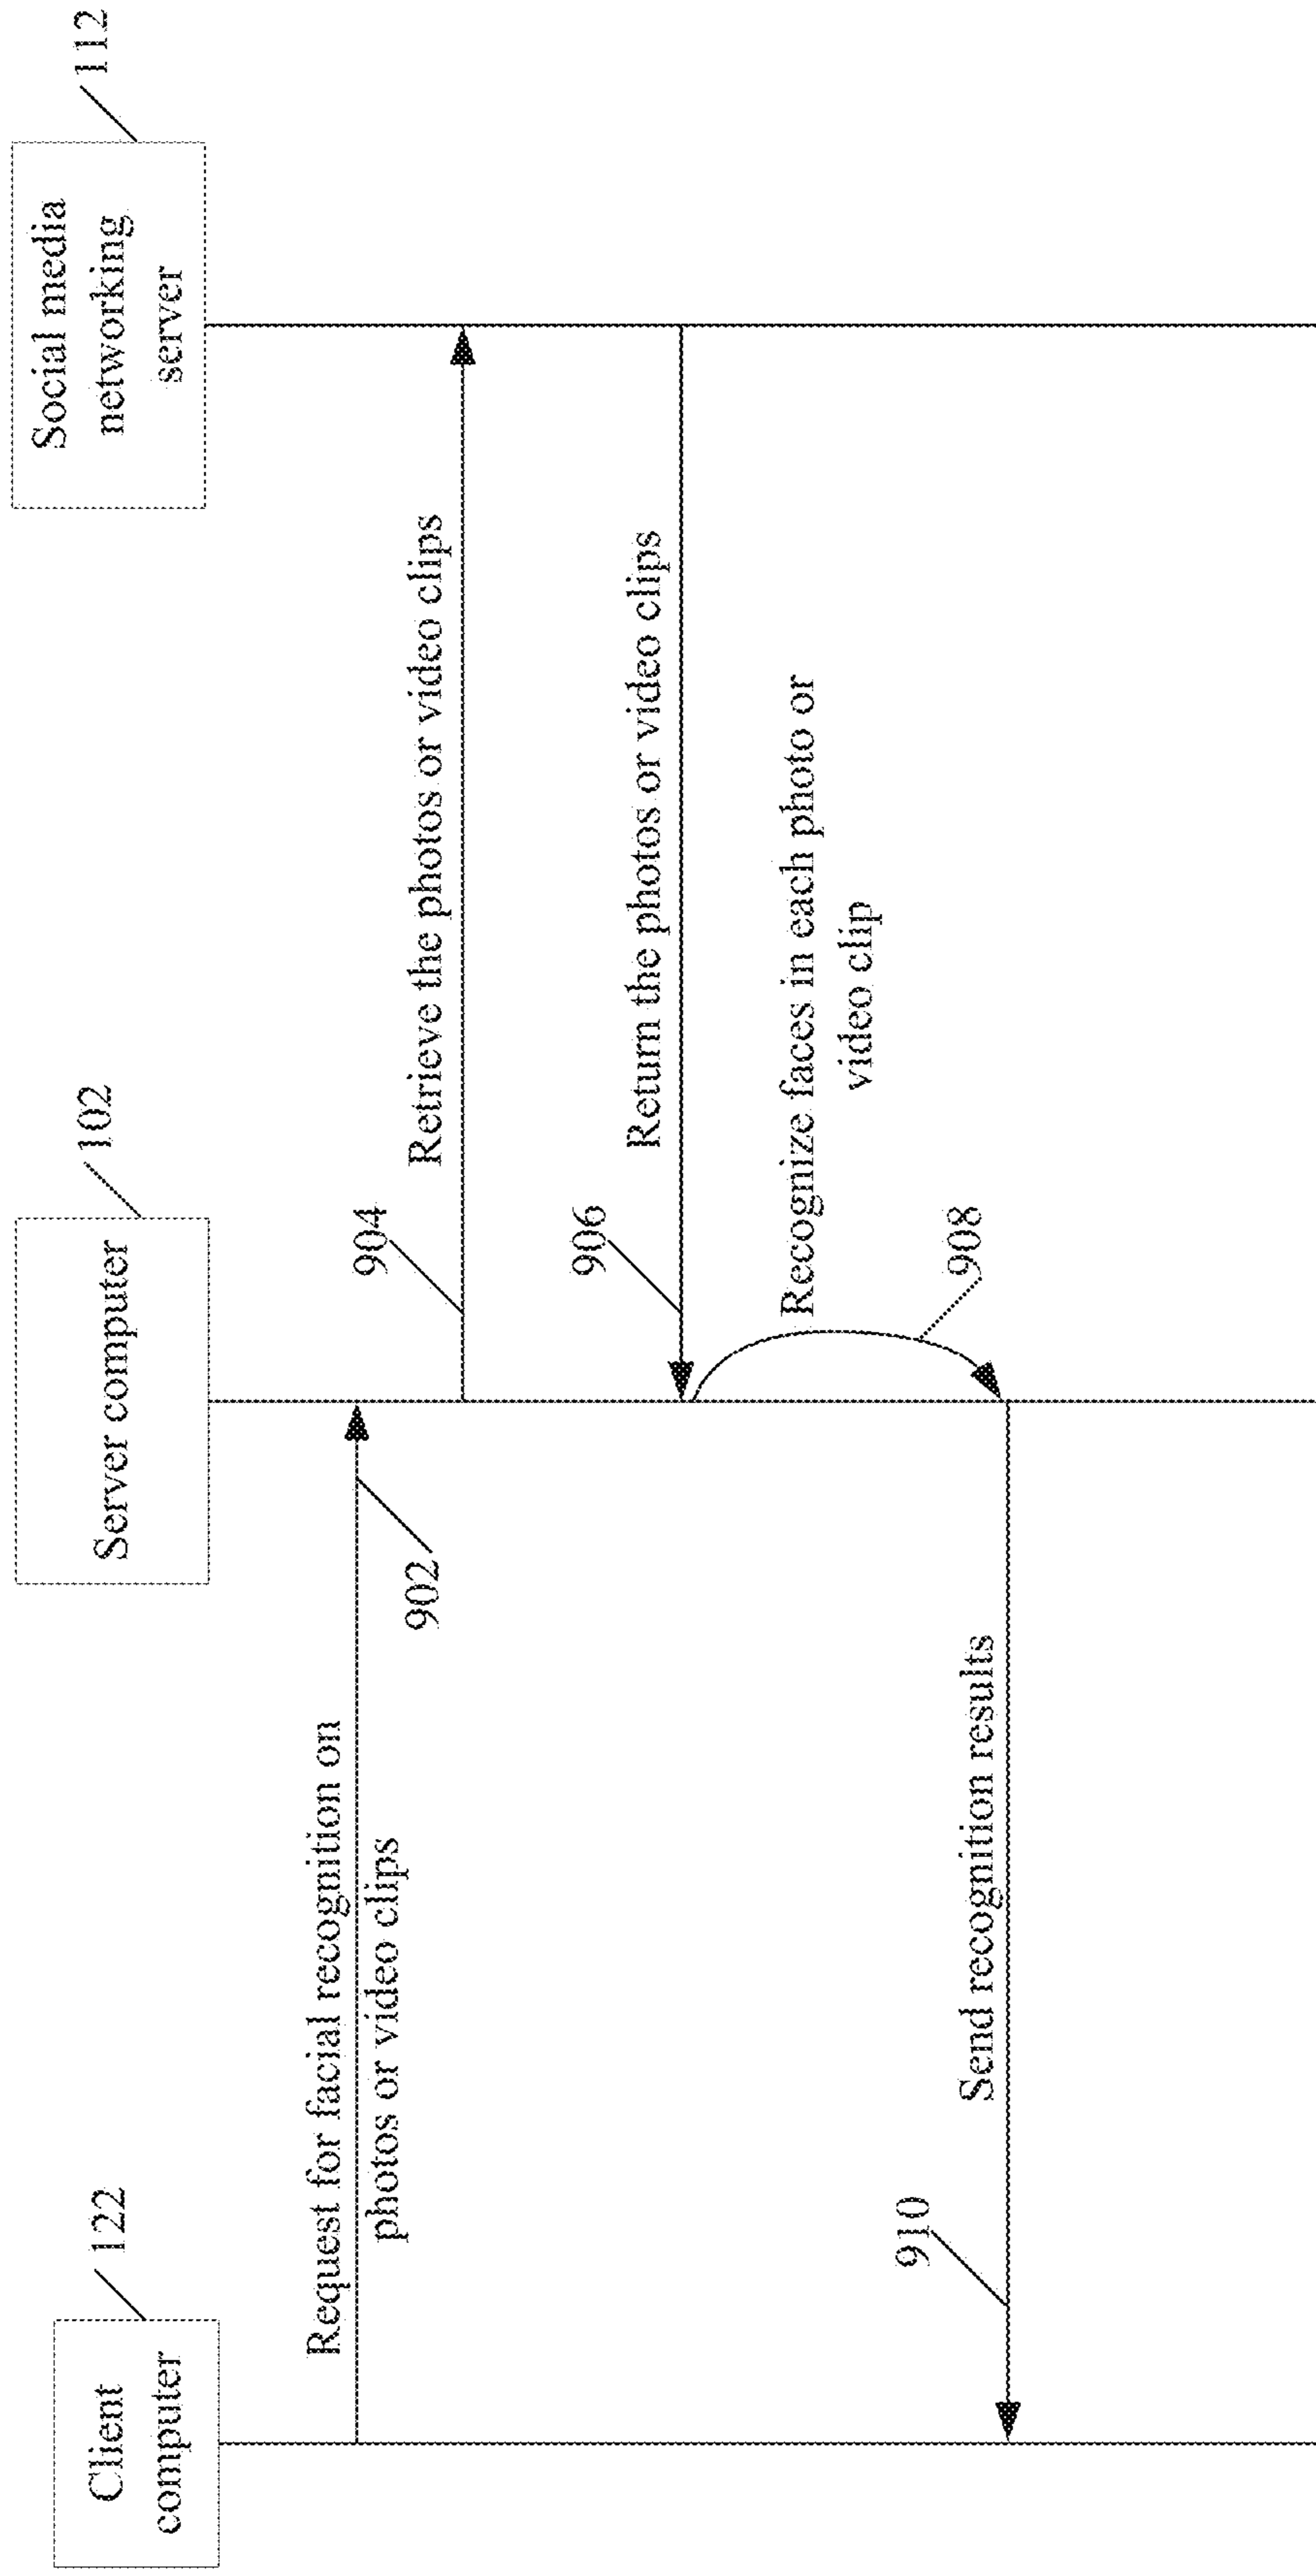 Client
computer
122
Server computer
102
Social media
networking
server
112
Request for facial recognition on
photos or video clips
902
904
Retrieve the photos or video clips
906
Return the photos or video clips
Recognize faces in each photo or
video clip
908
Send recognition results
910